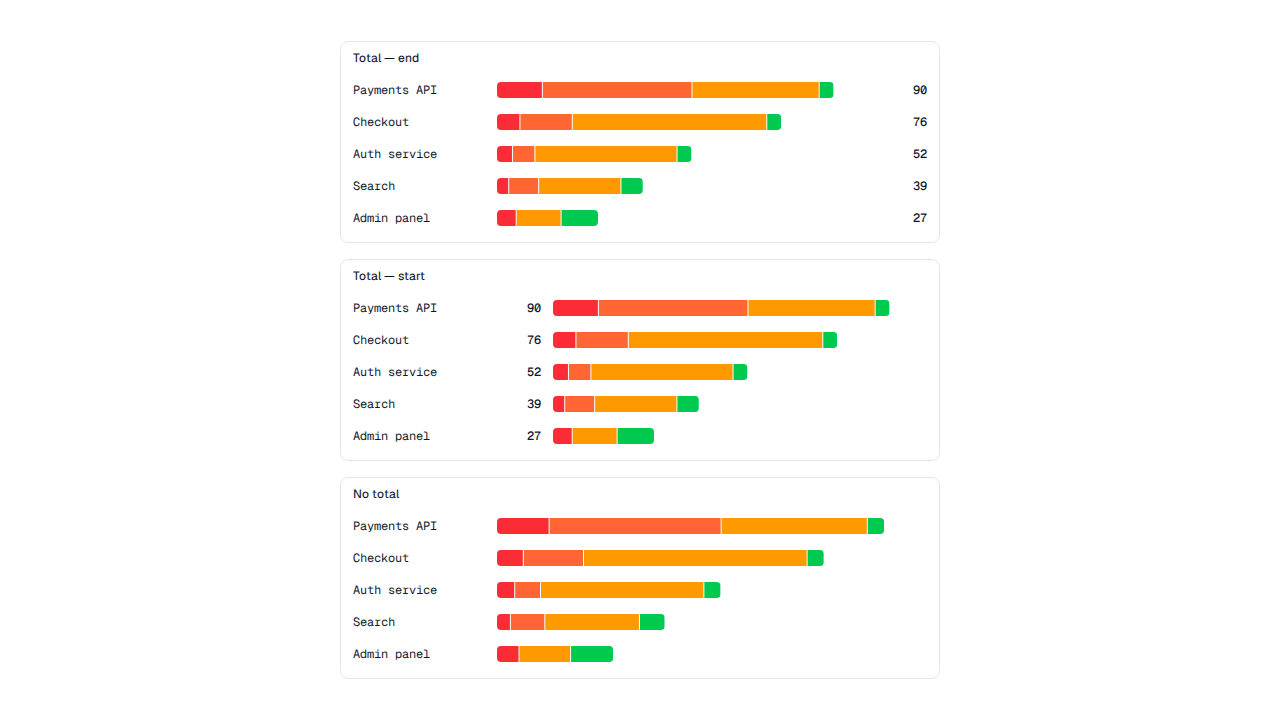 Total — end
Payments API 90
Checkout 76
Auth service 52
Search 39
Admin panel 27
Total — start
Payments API 90
Checkout 76
Auth service 52
Search 39
Admin panel 27
No total
Payments API
Checkout
Auth service
Search
Admin panel